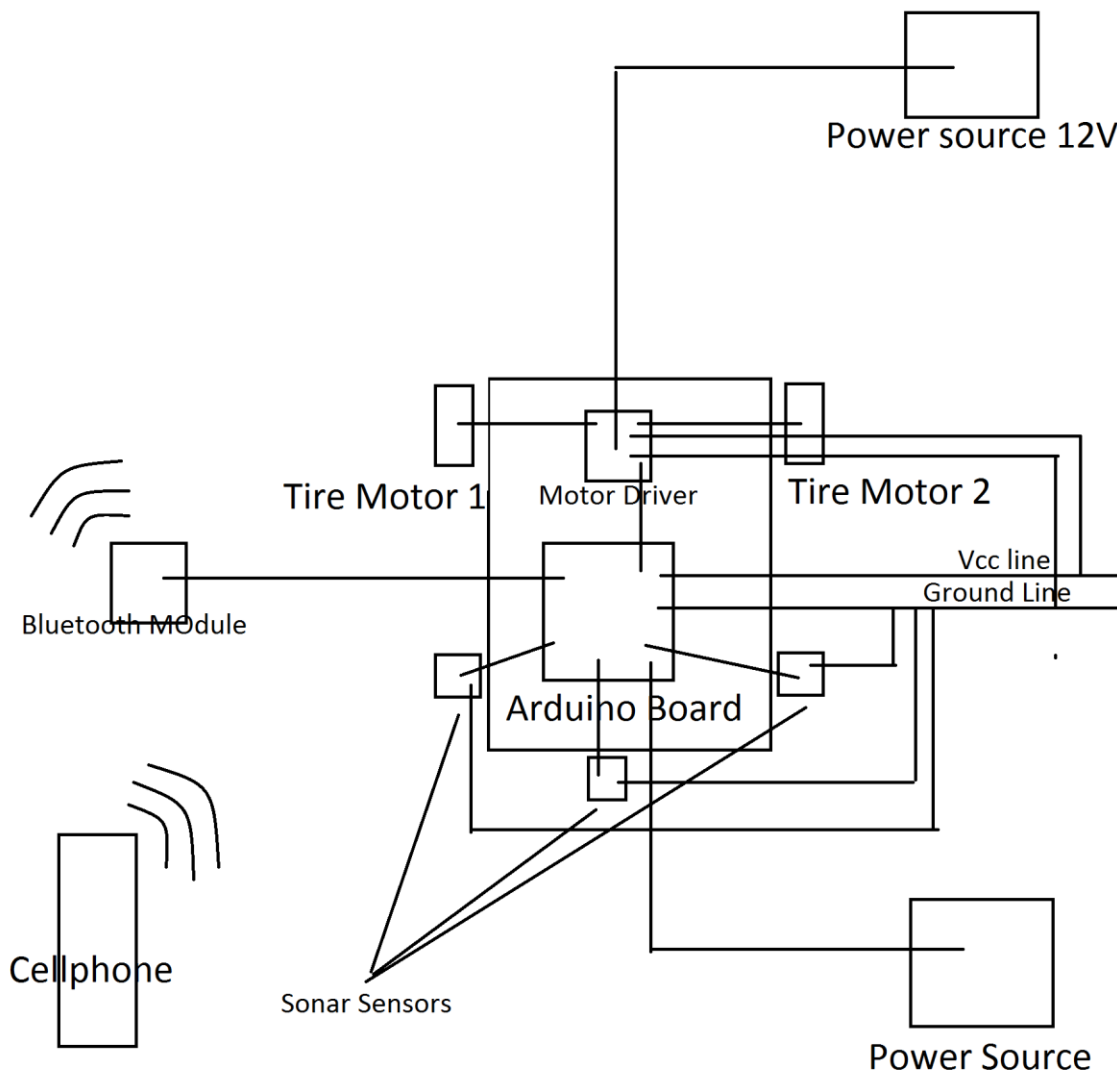 Power source 12V
Tire Motor 1
Motor Driver
Tire Motor 2
Vcc line
Ground Line
Bluetooth MOdule
Arduino Board
Cellphone
Sonar Sensors
Power Source